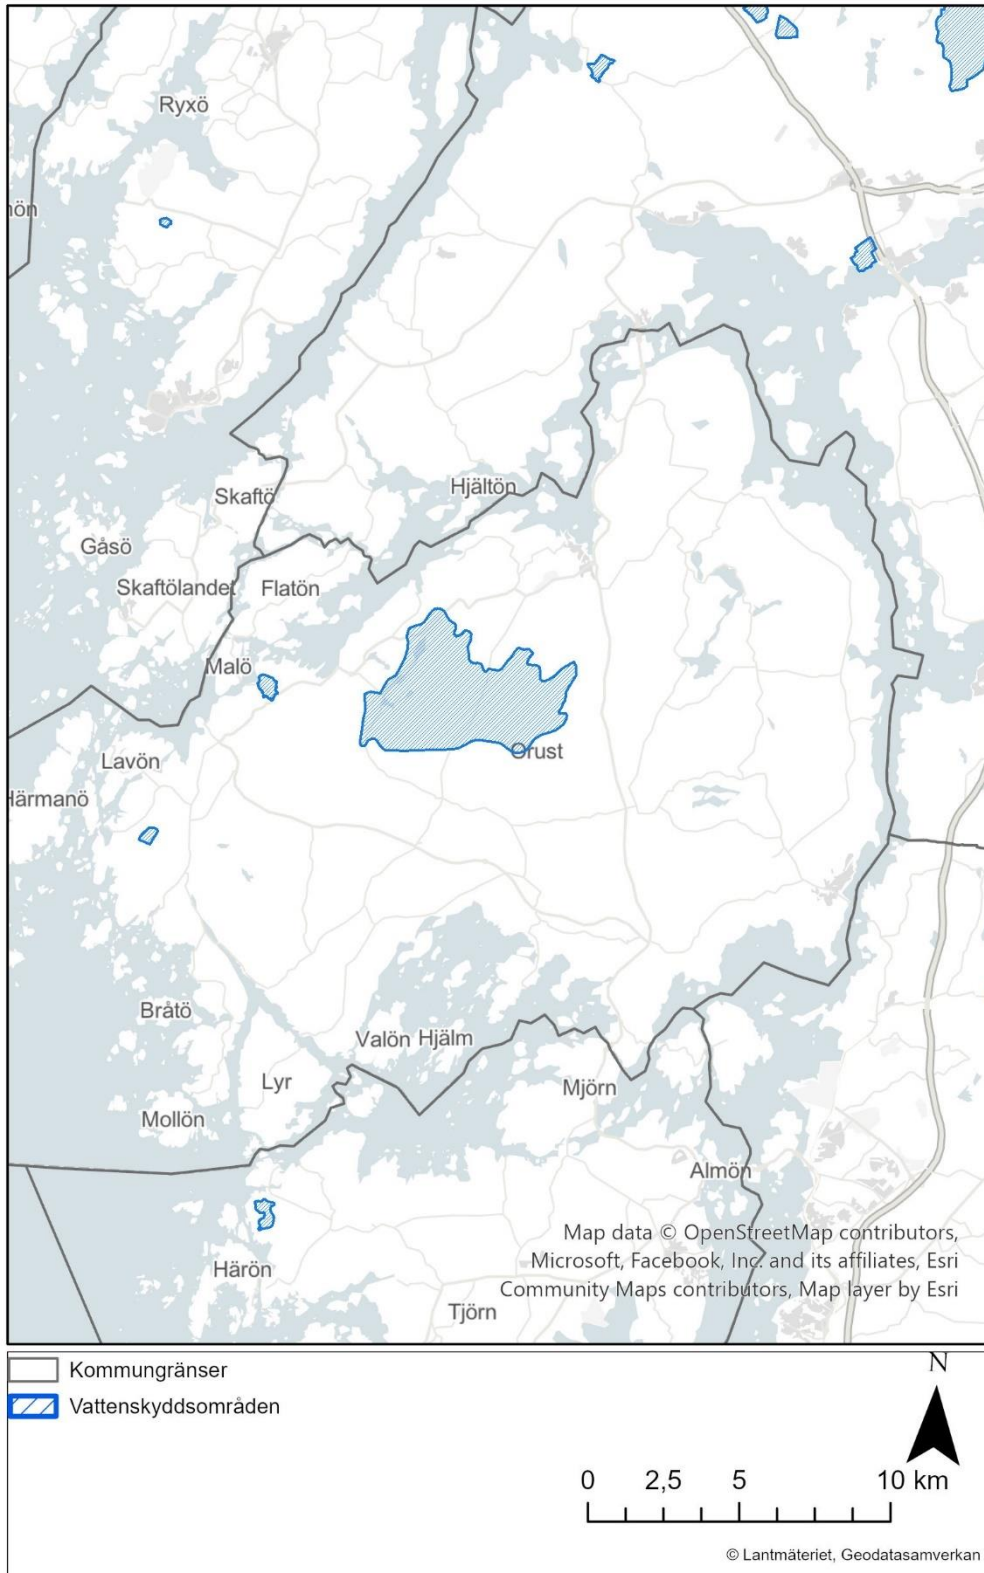 Ryxö
Skaftö
Hjältön
Gåsö
Skaftölandet
Flatön
Malö
Lavön
Orust
Härmanö
Bråtö
Valön
Hjälm
Lyr
Mjörn
Mollön
Almön
Map data © OpenStreetMap contributors,
Microsoft, Facebook, Inc. and its affiliates, Esri
Community Maps contributors, Map layer by Esri
Härön
Tjörn
Kommungränser
Vattenskyddsområden
N
0 2,5 5 10 km
© Lantmäteriet, Geodatasamverkan